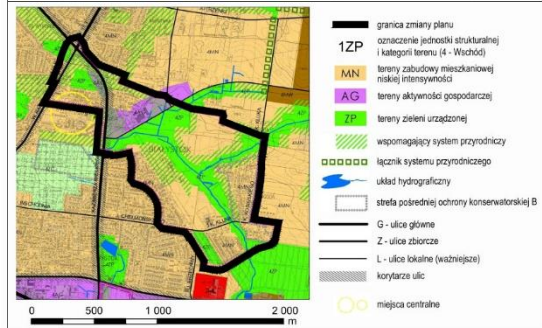 granica zmiany planu
1ZP
oznaczenie jednostki strukturalnej
i kategorii terenu (4 - Wschód)
MN
tereny zabudowy mieszkaniowej
niskiej intensywności
AG
tereny aktywności gospodarczej
ZP
tereny zieleni urządzonej
wspomagający system przyrodniczy
łącznik systemu przyrodniczego
układ hydrograficzny
strefa pośredniej ochrony konserwatorskiej B
G - ulice główne
Z - ulice zbiorcze
L - ulice lokalne (ważniejsze)
korytarze ulic
miejsca centralne
0 500 1 000 2 000
m